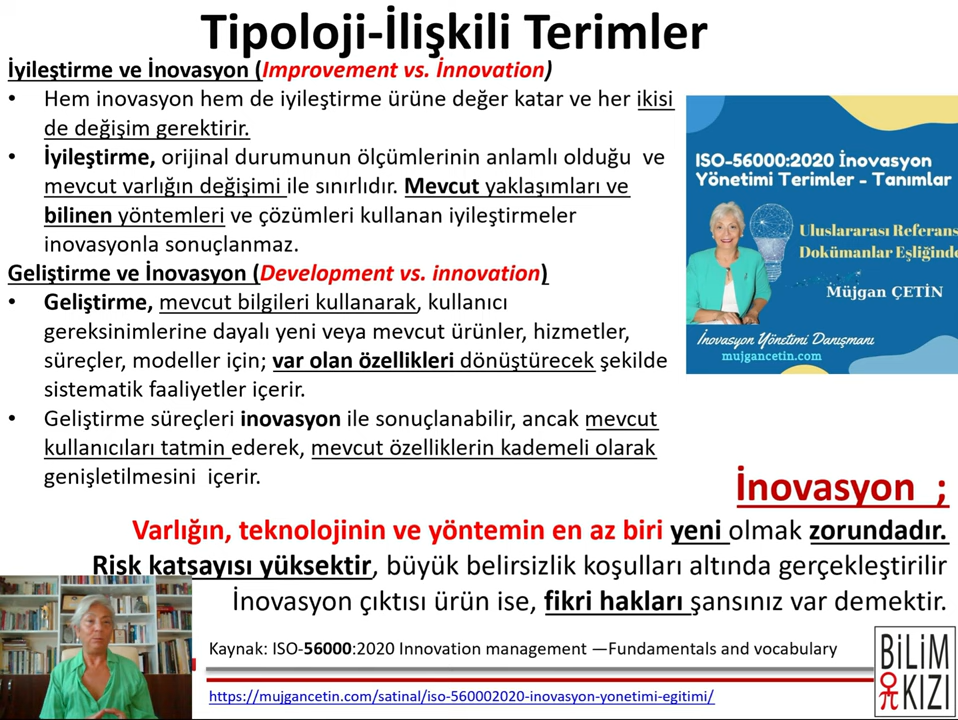 Tipoloji-İlişkili Terimler
İyileştirme ve İnovasyon (Improvement vs. İnnovation)
• Hem inovasyon hem de iyileştirme ürüne değer katar ve her ikisi
de değişim gerektirir.
• İyileştirme, orijinal durumunun ölçümlerinin anlamlı olduğu ve
mevcut varlığın değişimi ile sınırlıdır. Mevcut yaklaşımları ve
bilinen yöntemleri ve çözümleri kullanan iyileştirmeler
inovasyonla sonuçlanmaz.
Geliştirme ve İnovasyon (Development vs. innovation)
• Geliştirme, mevcut bilgileri kullanarak, kullanıcı
gereksinimlerine dayalı yeni veya mevcut ürünler, hizmetler,
süreçler, modeller için; var olan özellikleri dönüştürecek şekilde
sistematik faaliyetler içerir.
• Geliştirme süreçleri inovasyon ile sonuçlanabilir, ancak mevcut
kullanıcıları tatmin ederek, mevcut özelliklerin kademeli olarak
genişletilmesini içerir.
ISO-56000:2020 İnovasyon
Yönetimi Terimler - Tanımlar
Uluslararası Referans
Dokümanlar Eşliğinde
Müjgan ÇETİN
İnovasyon Yönetimi Danışmanı
mujgancetin.com
İnovasyon ;
Varlığın, teknolojinin ve yöntemin en az biri yeni olmak zorundadır.
Risk katsayısı yüksektir, büyük belirsizlik koşulları altında gerçekleştirilir
İnovasyon çıktısı ürün ise, fikri hakları şansınız var demektir.
Kaynak: ISO-56000:2020 Innovation management —Fundamentals and vocabulary
https://mujgancetin.com/satinal/iso-560002020-inovasyon-yonetimi-egitimi/
BİLİM
KIZI